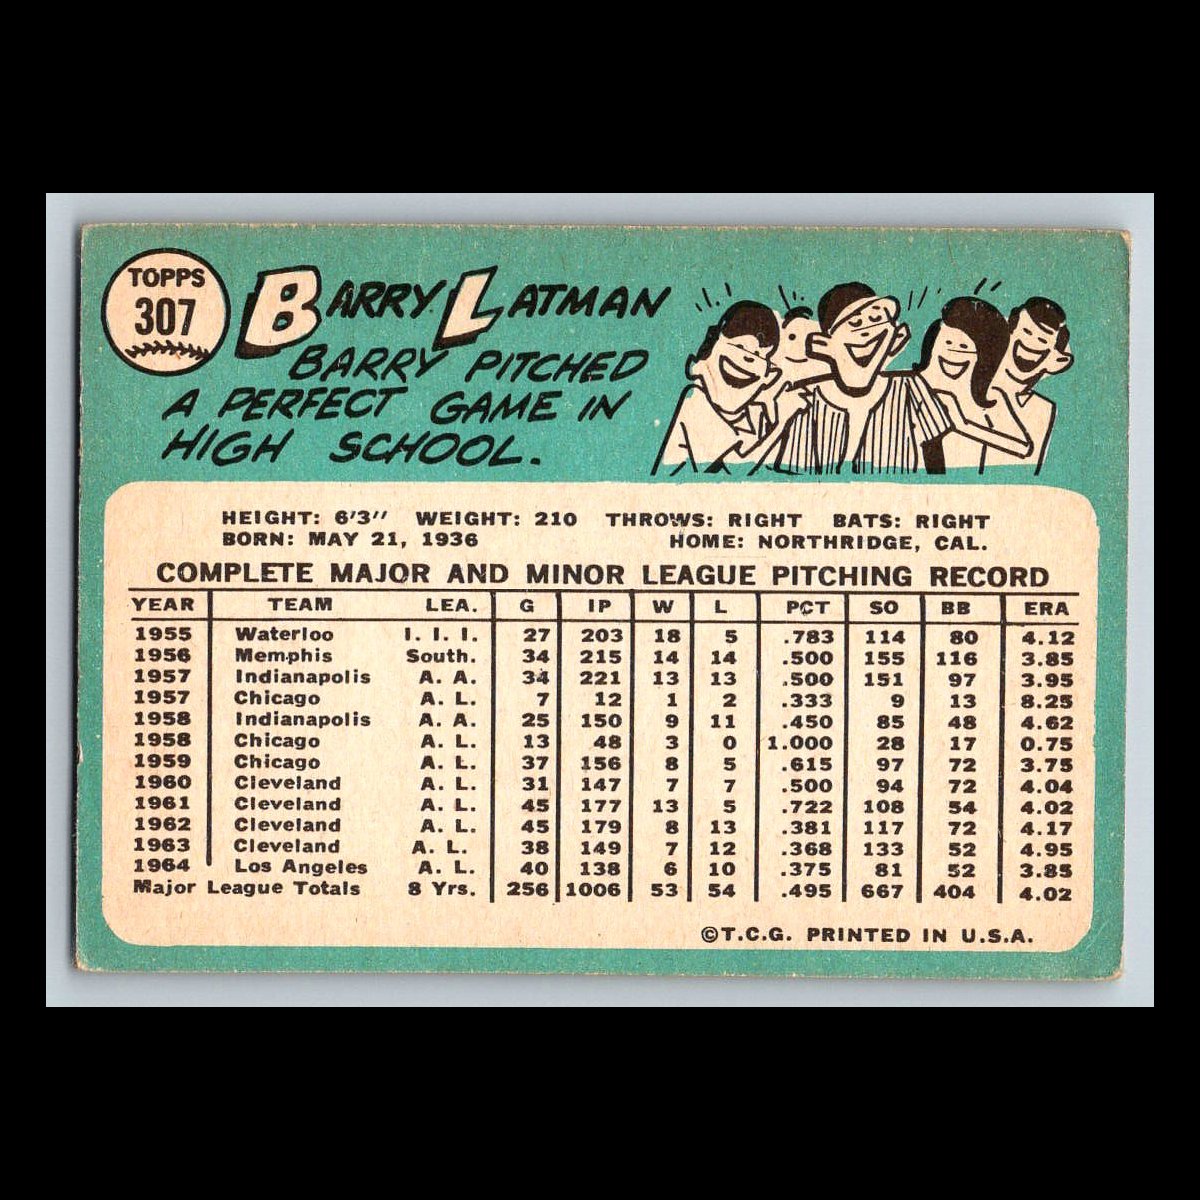 TOPPS
307
BARRY LATMAN
BARRY PITCHED
A PERFECT GAME IN
HIGH SCHOOL.
HEIGHT: 6'3" WEIGHT: 210 THROWS: RIGHT BATS: RIGHT
BORN: MAY 21, 1936 HOME: NORTHRIDGE, CAL.
COMPLETE MAJOR AND MINOR LEAGUE PITCHING RECORD
YEAR TEAM LEA. G IP W L PCT SO BB ERA
1955 Waterloo I. I. I. 27 203 18 5 .783 114 80 4.12
1956 Memphis South. 34 215 14 14 .500 155 116 3.85
1957 Indianapolis A. A. 34 221 13 13 .500 151 97 3.95
1957 Chicago A. L. 7 12 1 2 .333 9 13 8.25
1958 Indianapolis A. A. 25 150 9 11 .450 85 48 4.62
1958 Chicago A. L. 13 48 3 0 1.000 28 17 0.75
1959 Chicago A. L. 37 156 8 5 .615 97 72 3.75
1960 Cleveland A. L. 31 147 7 7 .500 94 72 4.04
1961 Cleveland A. L. 45 177 13 5 .722 108 54 4.02
1962 Cleveland A. L. 45 179 8 13 .381 117 72 4.17
1963 Cleveland A. L. 38 149 7 12 .368 133 52 4.95
1964 Los Angeles A. L. 40 138 6 10 .375 81 52 3.85
Major League Totals 8 Yrs. 256 1006 53 54 .495 667 404 4.02
©T.C.G. PRINTED IN U.S.A.